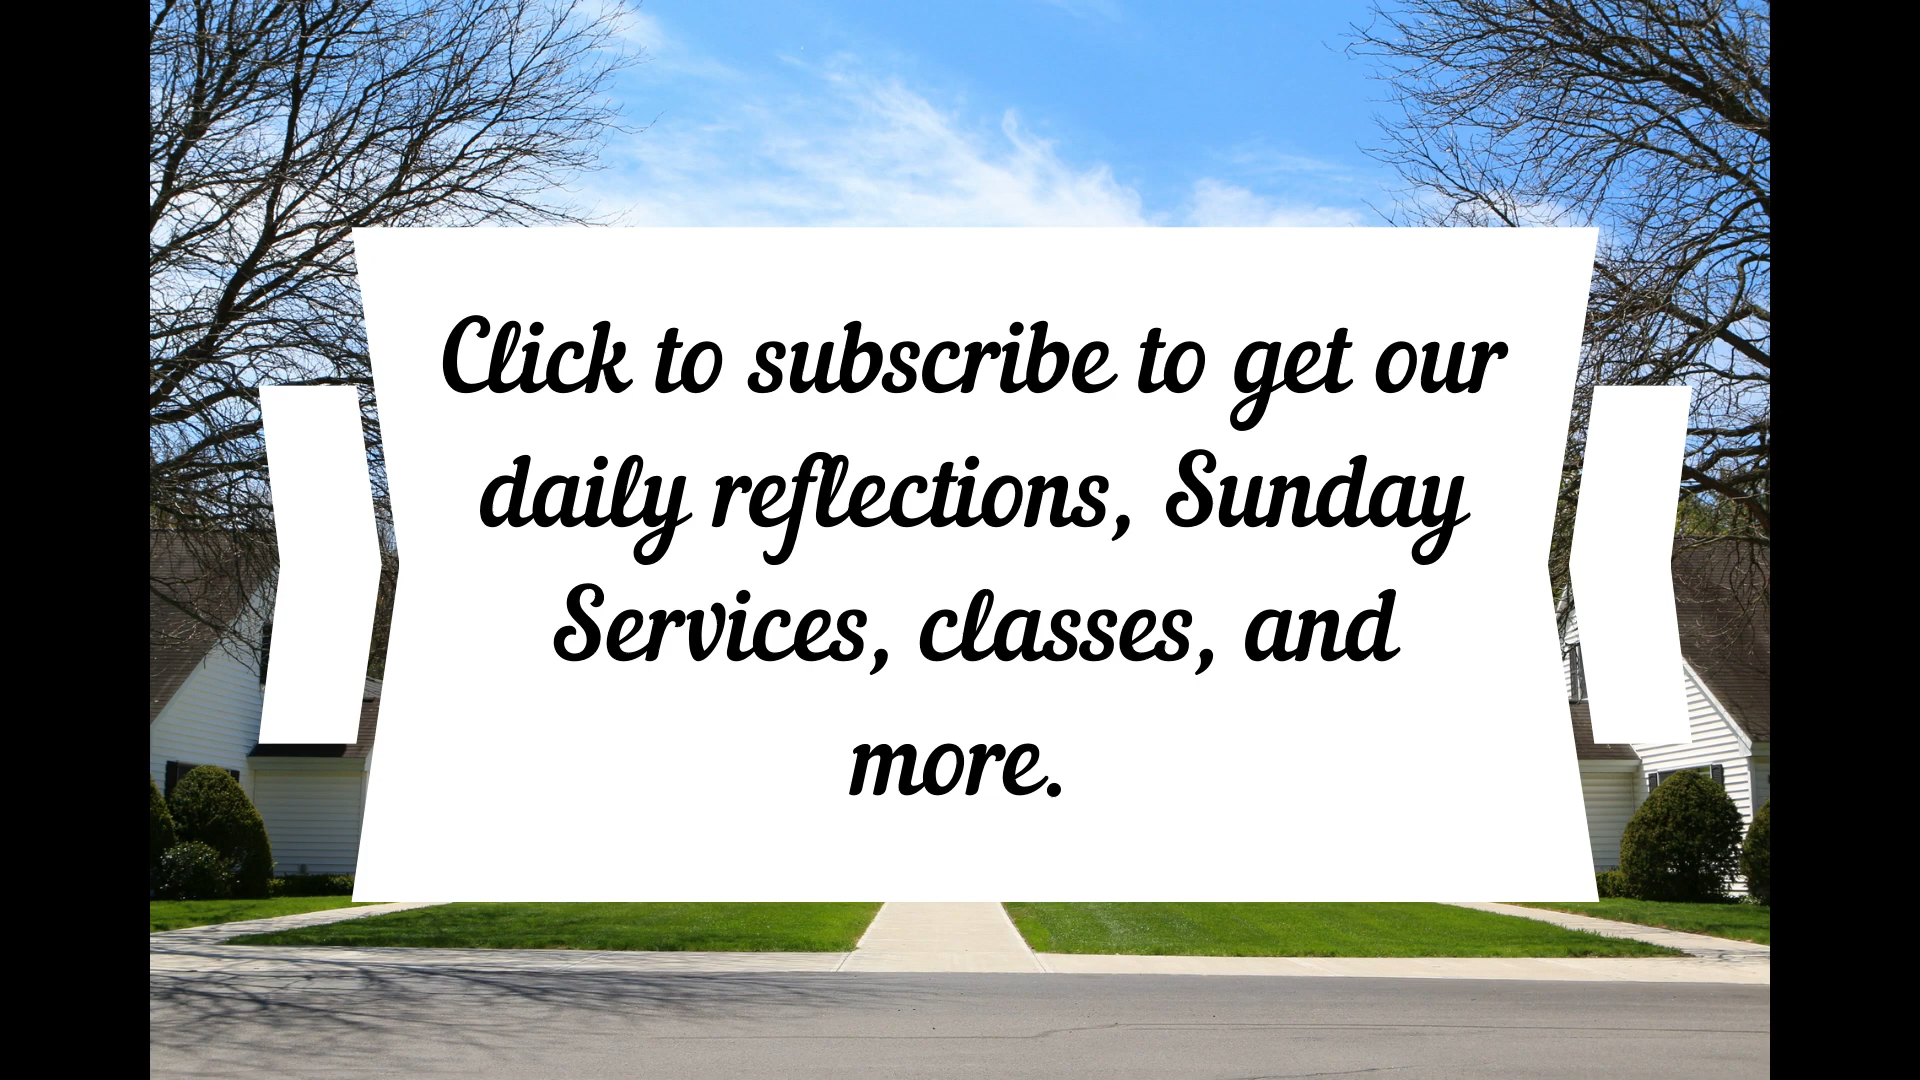 Click to subscribe to get our
daily reflections, Sunday
Services, classes, and
more.